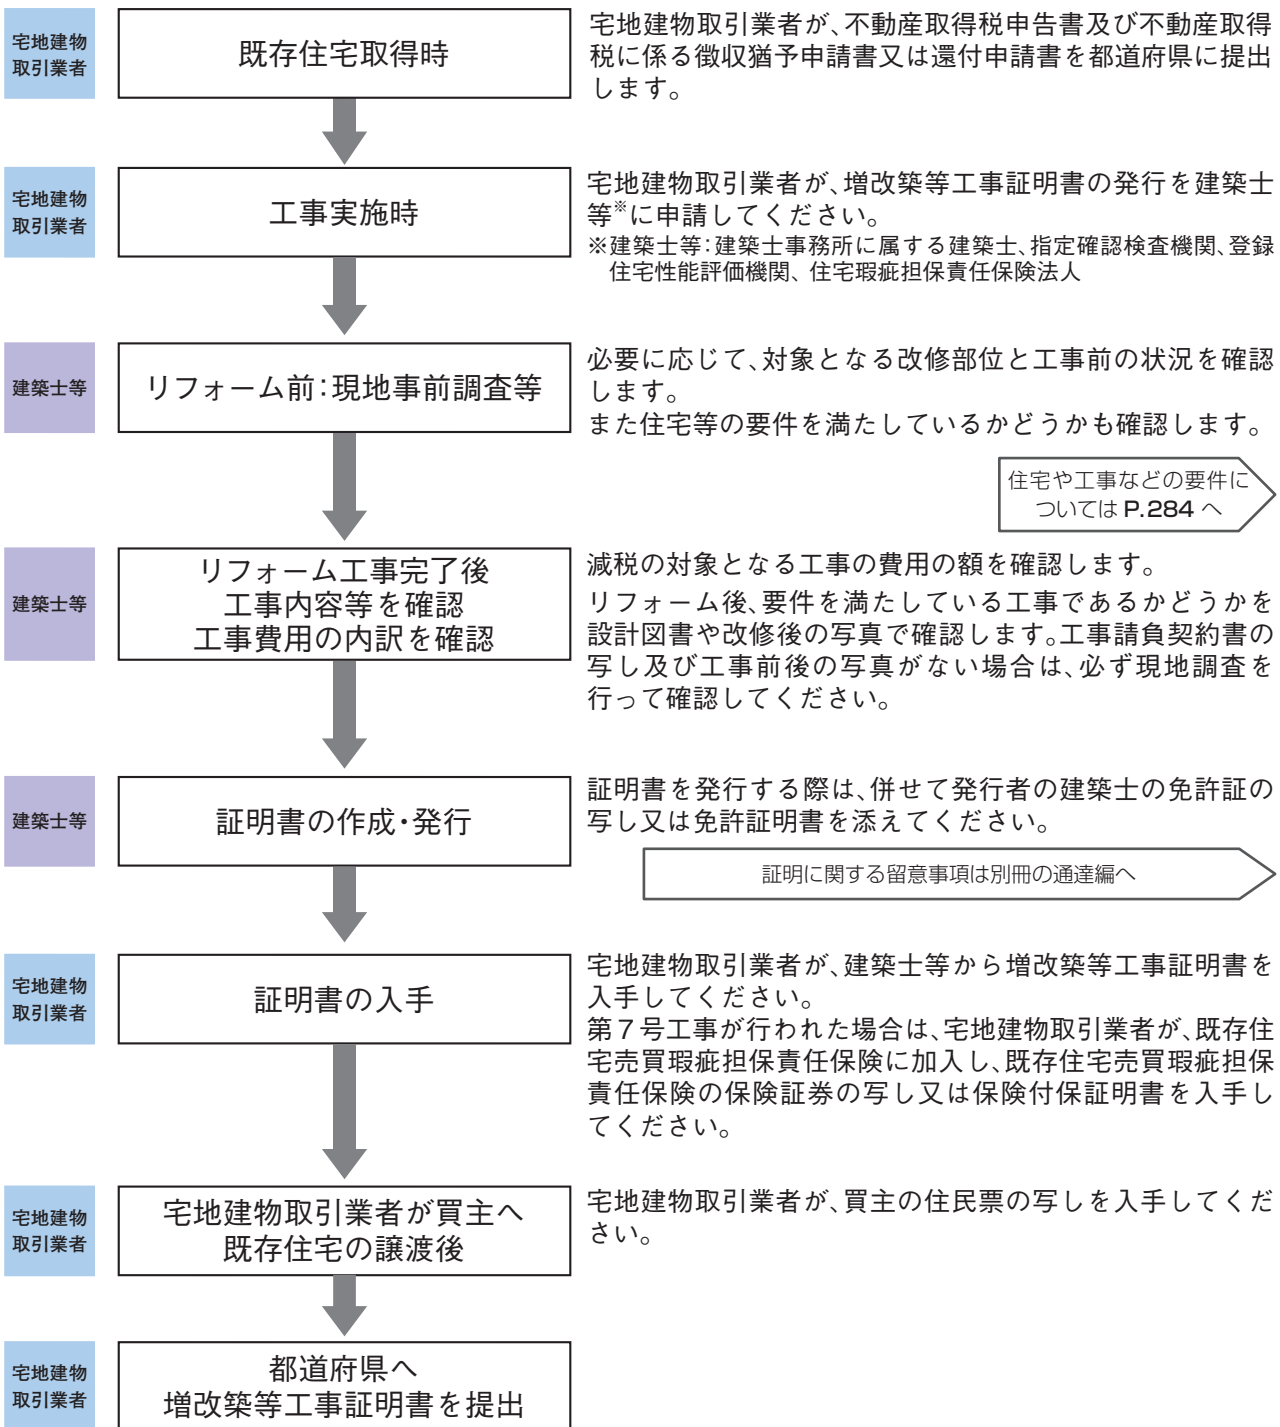 宅地建物
取引業者
既存住宅取得時
宅地建物取引業者が、不動産取得税申告書及び不動産取得
税に係る徴収猶予申請書又は還付申請書を都道府県に提出
します。
宅地建物
取引業者
工事実施時
宅地建物取引業者が、増改築等工事証明書の発行を建築士
等※に申請してください。
※建築士等：建築士事務所に属する建築士、指定確認検査機関、登録
住宅性能評価機関、住宅瑕疵担保責任保険法人
建築士等
リフォーム前：現地事前調査等
必要に応じて、対象となる改修部位と工事前の状況を確認
します。
また住宅等の要件を満たしているかどうかも確認します。
住宅や工事などの要件に
ついては P.284 へ
建築士等
リフォーム工事完了後
工事内容等を確認
工事費用の内訳を確認
減税の対象となる工事の費用の額を確認します。
リフォーム後、要件を満たしている工事であるかどうかを
設計図書や改修後の写真で確認します。工事請負契約書の
写し及び工事前後の写真がない場合は、必ず現地調査を
行って確認してください。
建築士等
証明書の作成・発行
証明書を発行する際は、併せて発行者の建築士の免許証の
写し又は免許証明書を添えてください。
証明に関する留意事項は別冊の通達編へ
宅地建物
取引業者
証明書の入手
宅地建物取引業者が、建築士等から増改築等工事証明書を
入手してください。
第７号工事が行われた場合は、宅地建物取引業者が、既存住
宅売買瑕疵担保責任保険に加入し、既存住宅売買瑕疵担保
責任保険の保険証券の写し又は保険付保証明書を入手し
てください。
宅地建物
取引業者
宅地建物取引業者が買主へ
既存住宅の譲渡後
宅地建物取引業者が、買主の住民票の写しを入手してくだ
さい。
宅地建物
取引業者
都道府県へ
増改築等工事証明書を提出